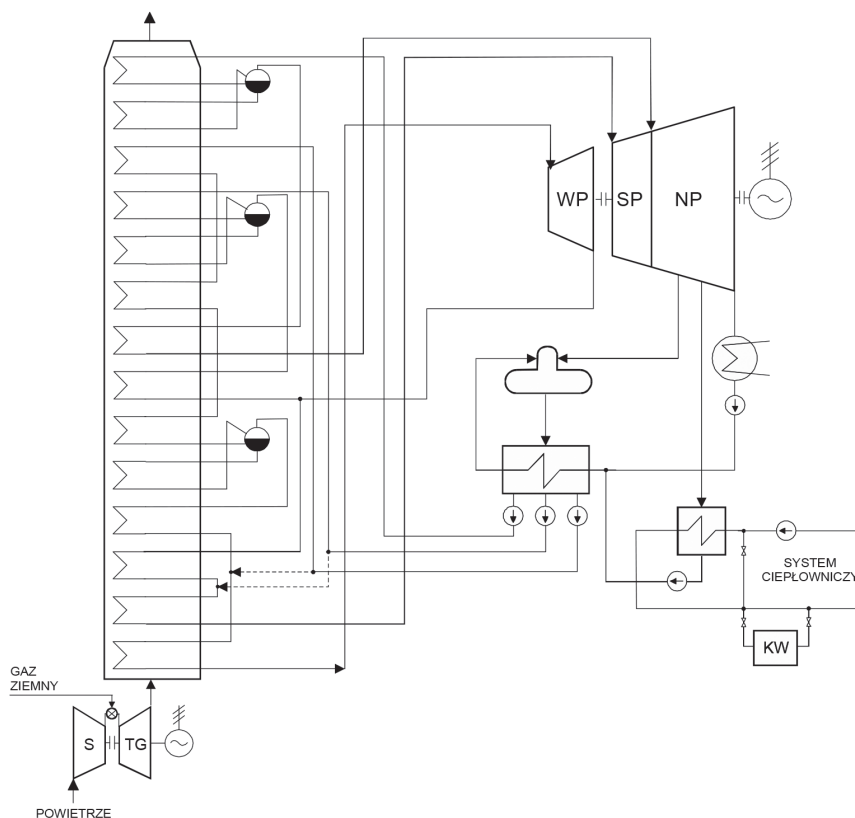 WP
SP
NP
SYSTEM
CIEPŁOWNICZY
KW
GAZ
ZIEMNY
S
TG
POWIETRZE